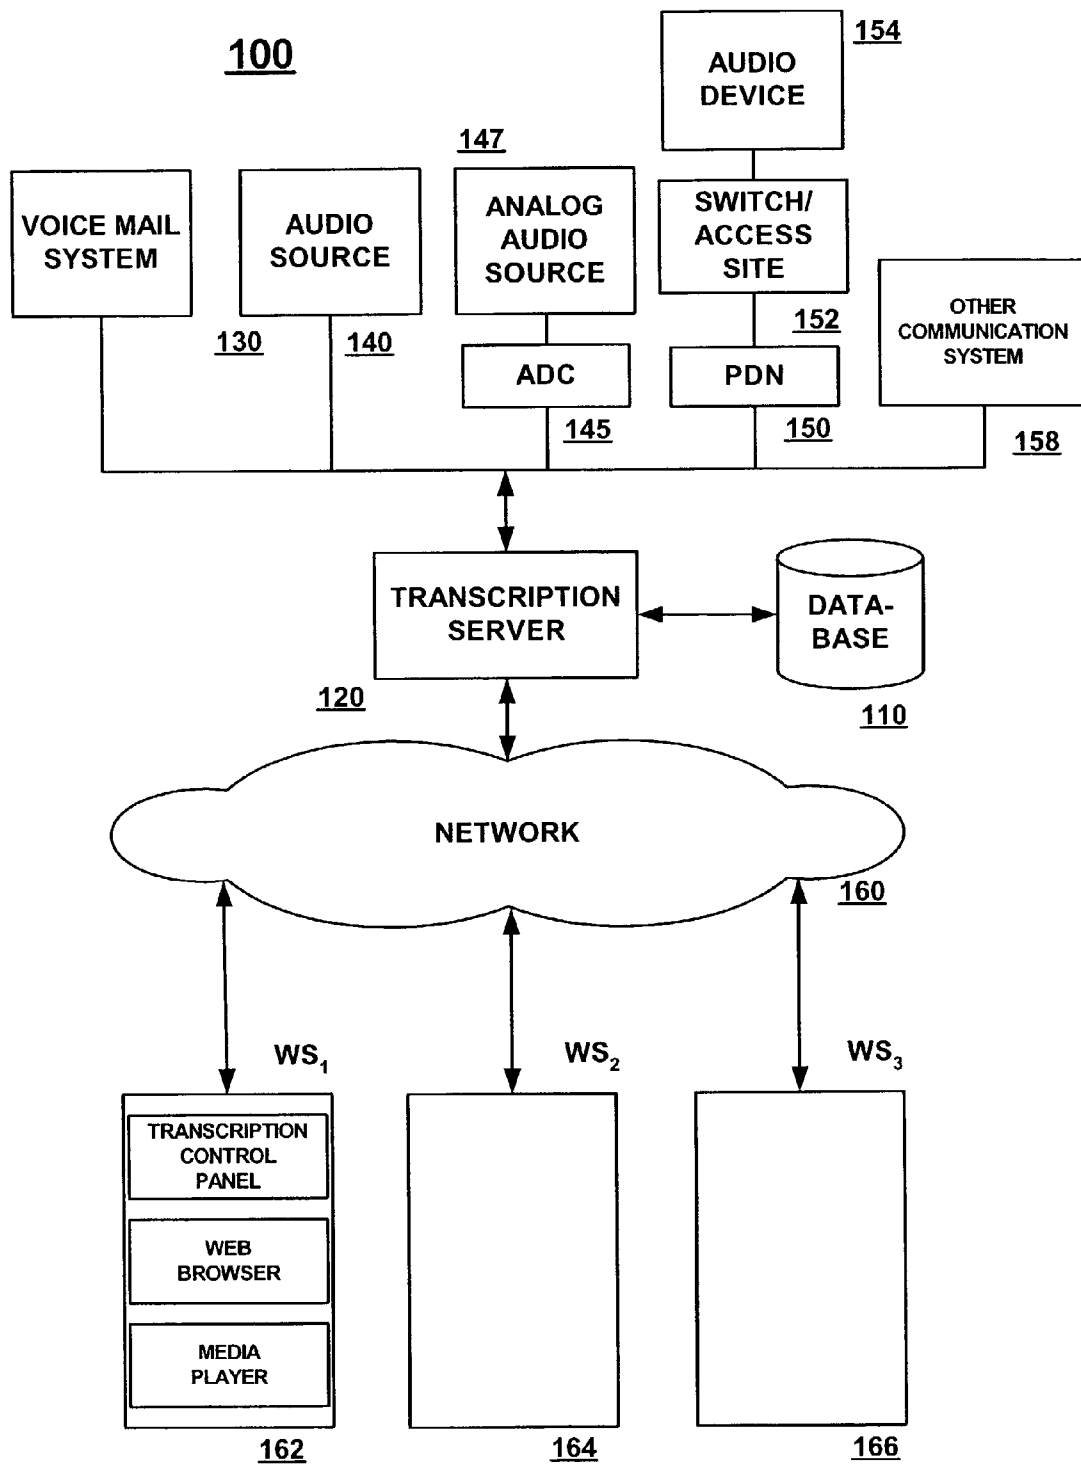 100
154
AUDIO
DEVICE
147
VOICE MAIL
SYSTEM
AUDIO
SOURCE
ANALOG
AUDIO
SOURCE
SWITCH/
ACCESS
SITE
OTHER
COMMUNICATION
SYSTEM
130
140
152
ADC
PDN
145
150
158
TRANSCRIPTION
SERVER
DATA-
BASE
120
110
NETWORK
160
WS1
WS2
WS3
TRANSCRIPTION
CONTROL
PANEL
WEB
BROWSER
MEDIA
PLAYER
162
164
166